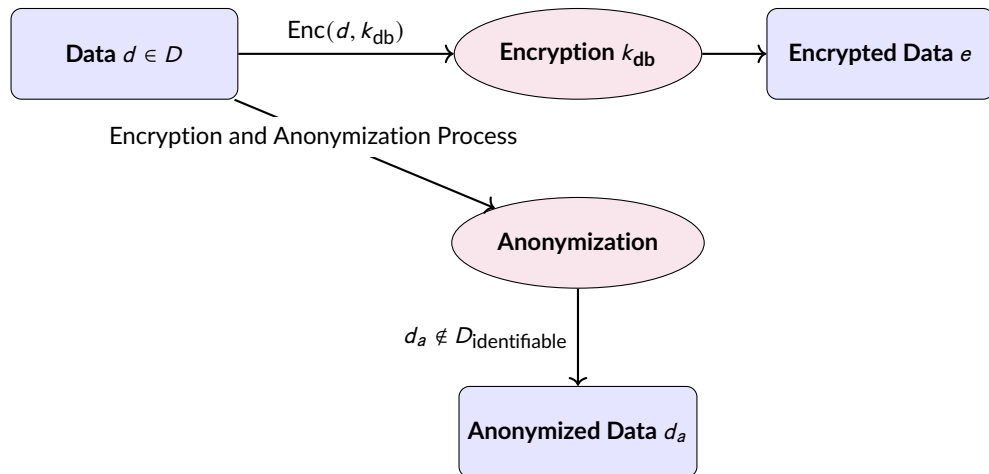 Enc(d, k_db)
Data d ∈ D
Encryption k_db
Encrypted Data e
Encryption and Anonymization Process
Anonymization
d_a ∉ D_identifiable
Anonymized Data d_a